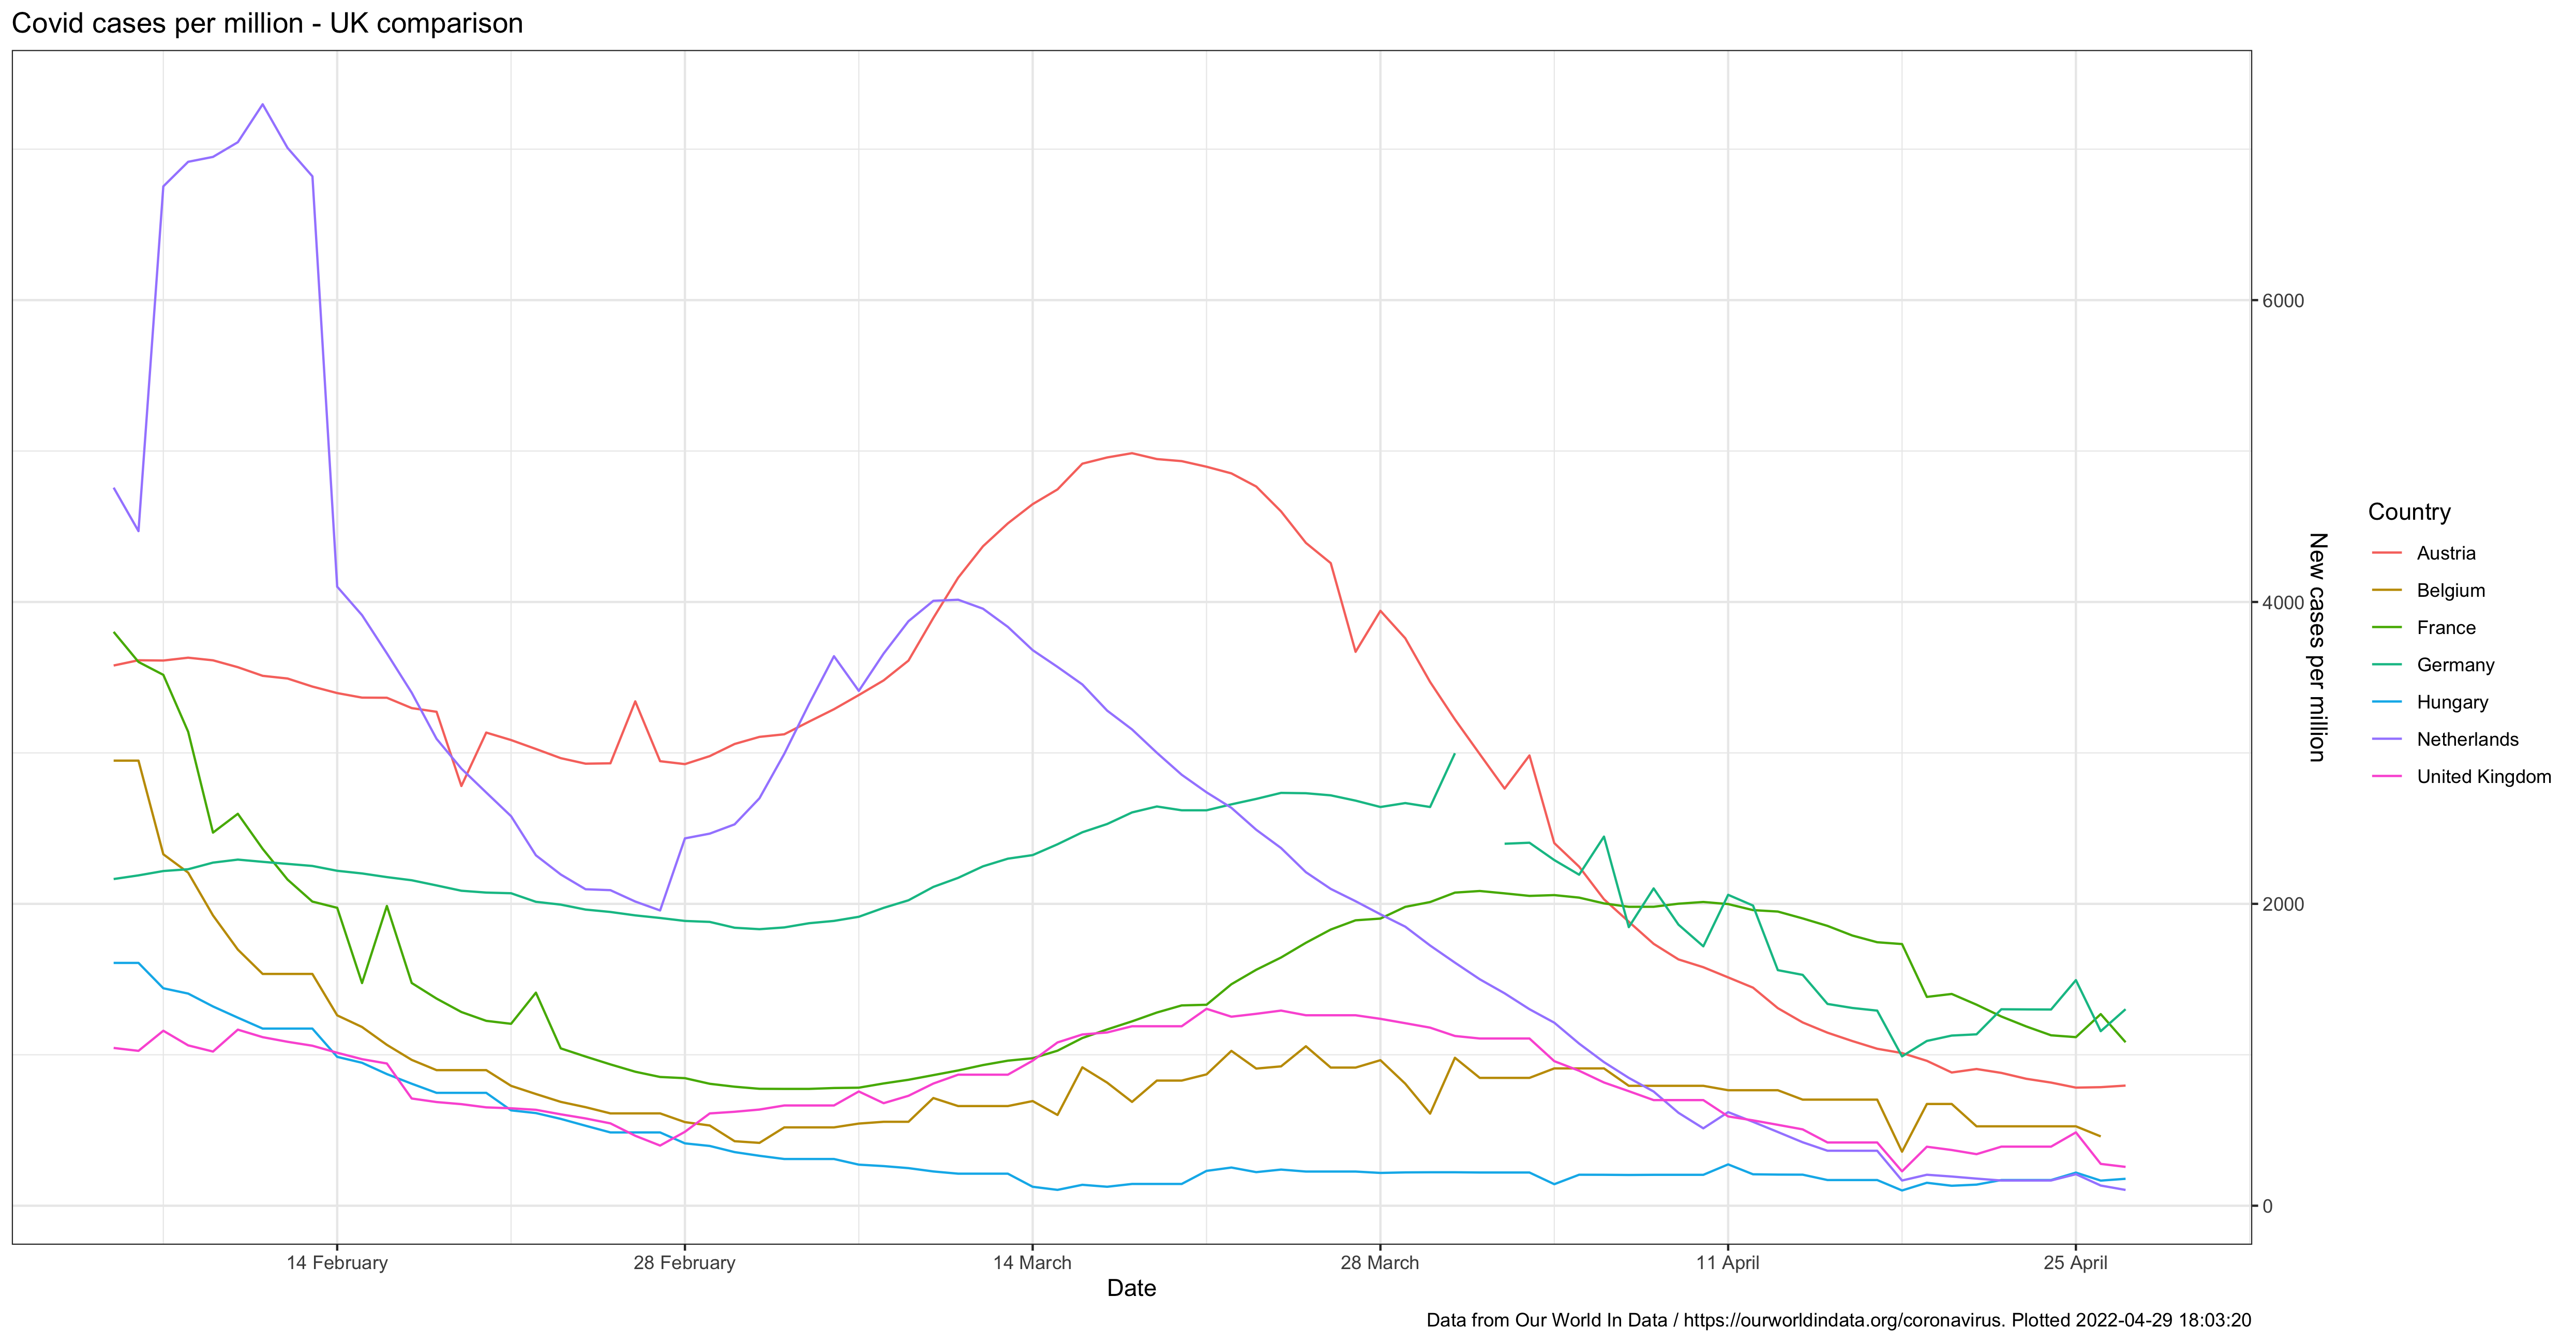 Covid cases per million - UK comparison
6000
4000
2000
0
New cases per million
14 February
28 February
14 March
28 March
11 April
25 April
Date
Country
Austria
Belgium
France
Germany
Hungary
Netherlands
United Kingdom
Data from Our World In Data / https://ourworldindata.org/coronavirus. Plotted 2022-04-29 18:03:20